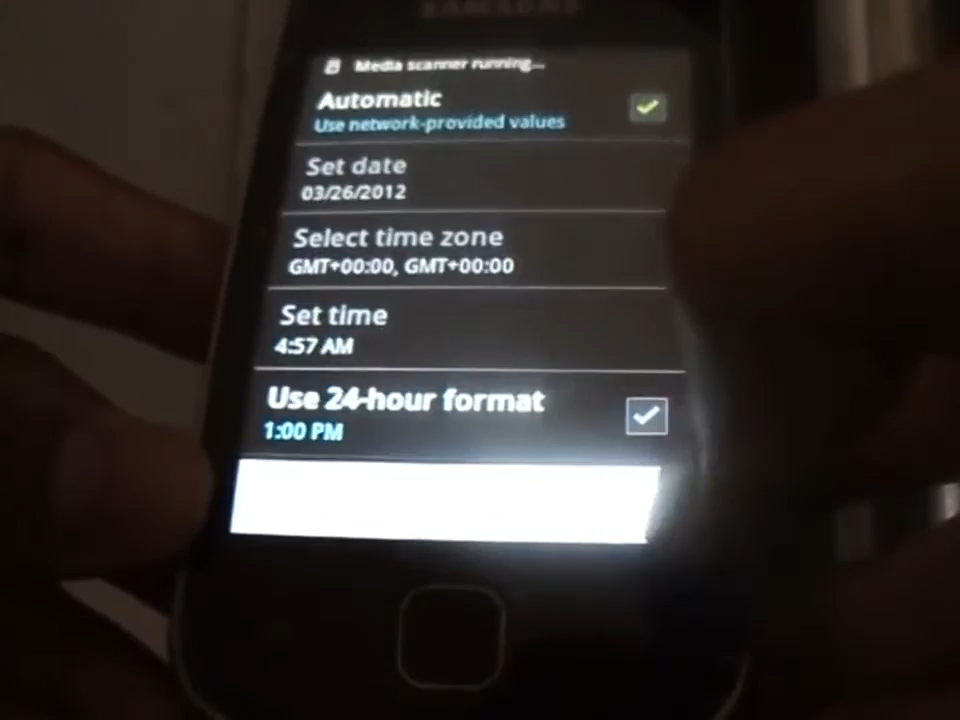 SAMSUNG
Media scanner running...
Automatic
Use network-provided values
Set date
03/26/2012
Select time zone
GMT+00:00, GMT+00:00
Set time
4:57 AM
Use 24-hour format
1:00 PM